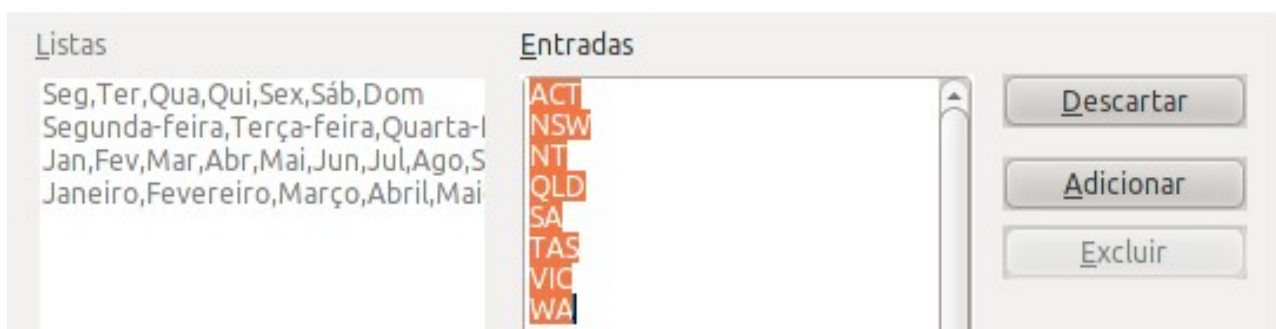 Listas
Seg,Ter,Qua,Qui,Sex,Sáb,Dom
Segunda-feira,Terça-feira,Quarta-
Jan,Fev,Mar,Abr,Mai,Jun,Jul,Ago,S
Janeiro,Fevereiro,Março,Abril,Mai
Entradas
ACT
NSW
NT
QLD
SA
TAS
VIC
WA
Descartar
Adicionar
Excluir